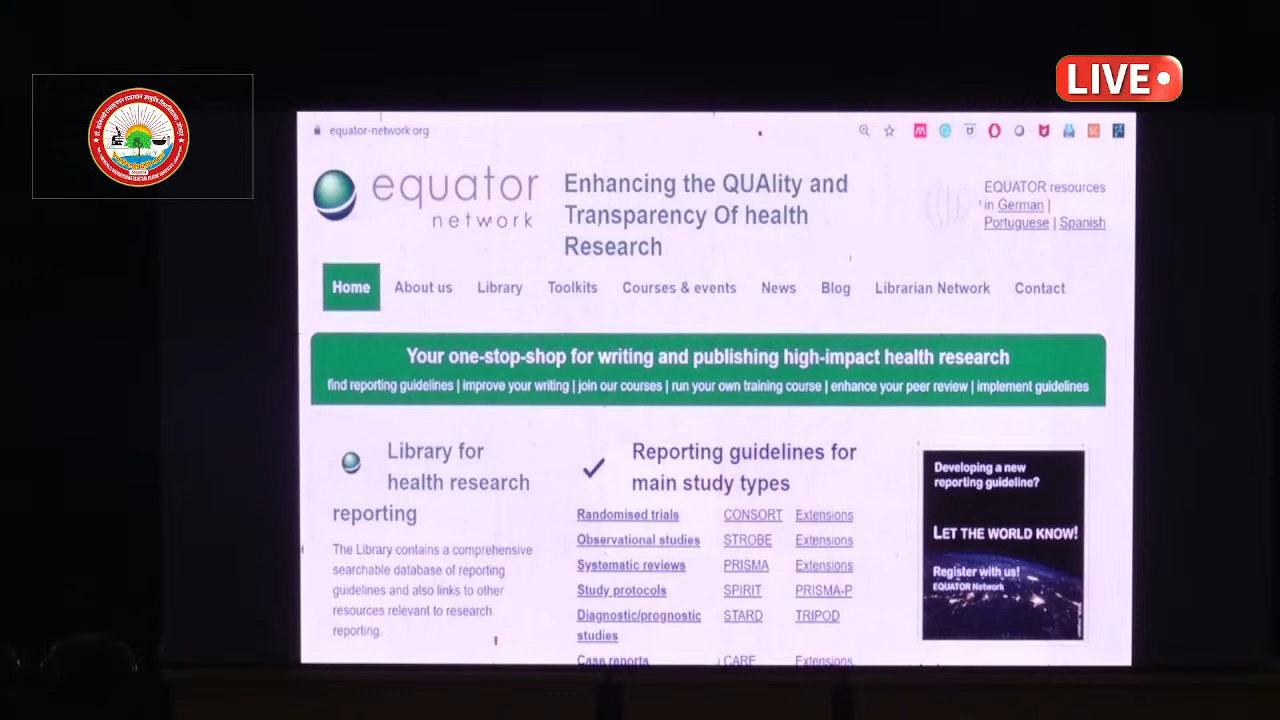 LIVE
equator-network.org
equator
network
Enhancing the QUAlity and
Transparency Of health
Research
EQUATOR resources
in German |
Portuguese | Spanish
Home About us Library Toolkits Courses & events News Blog Librarian Network Contact
Your one-stop-shop for writing and publishing high-impact health research
find reporting guidelines | improve your writing | join our courses | run your own training course | enhance your peer review | implement guidelines
Library for
health research
reporting
The Library contains a comprehensive
searchable database of reporting
guidelines and also links to other
resources relevant to research
reporting.
Reporting guidelines for
main study types
Randomised trials CONSORT Extensions
Observational studies STROBE Extensions
Systematic reviews PRISMA Extensions
Study protocols SPIRIT PRISMA-P
Diagnostic/prognostic STARD TRIPOD
studies
Case reports CARE Extensions
Developing a new
reporting guideline?
LET THE WORLD KNOW!
Register with us!
EQUATOR Network